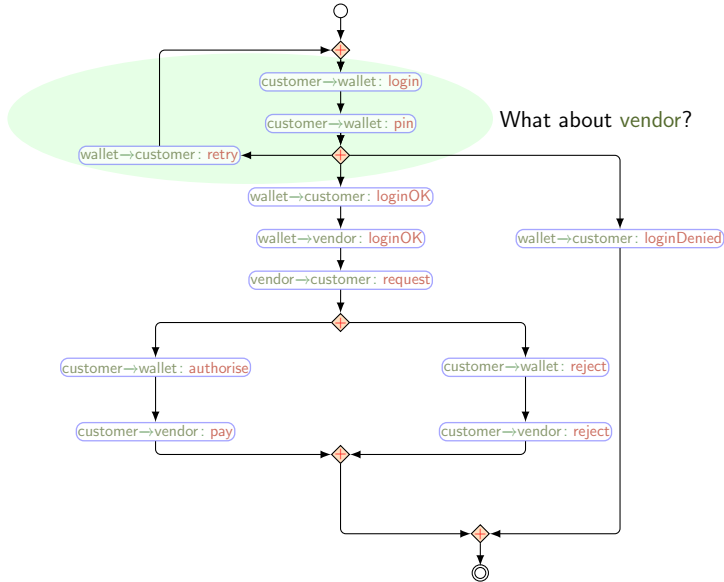 customer→wallet: login
customer→wallet: pin
What about vendor?
wallet→customer: retry
wallet→customer: loginOK
wallet→vendor: loginOK
wallet→customer: loginDenied
vendor→customer: request
customer→wallet: authorise
customer→wallet: reject
customer→vendor: pay
customer→vendor: reject